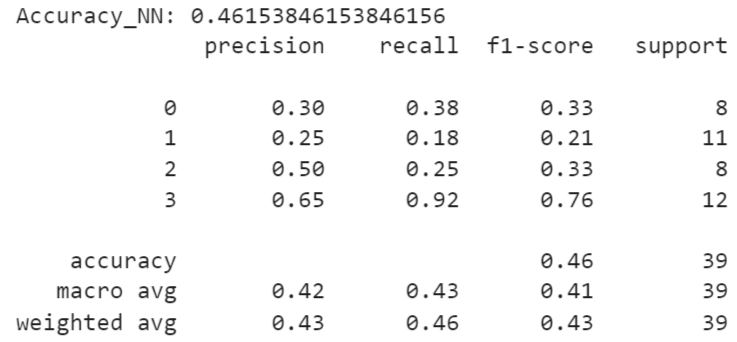 Accuracy_NN: 0.46153846153846156
precision recall f1-score support
0 0.30 0.38 0.33 8
1 0.25 0.18 0.21 11
2 0.50 0.25 0.33 8
3 0.65 0.92 0.76 12
accuracy 0.46 39
macro avg 0.42 0.43 0.41 39
weighted avg 0.43 0.46 0.43 39